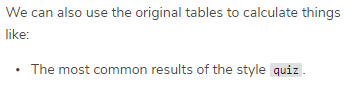 We can also use the original tables to calculate things
like:
• The most common results of the style quiz.